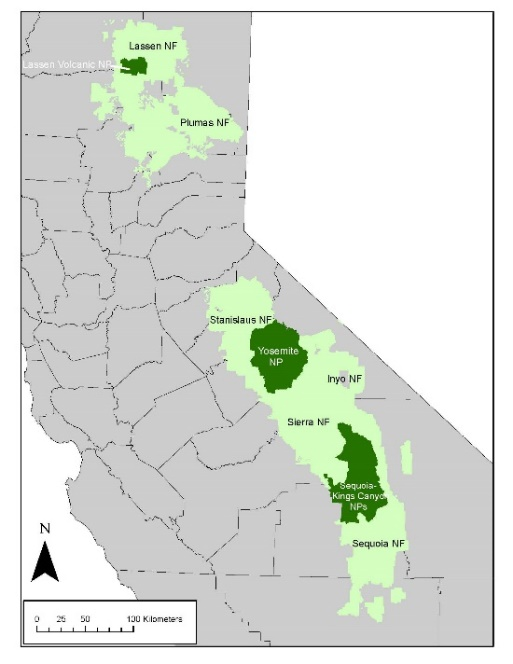 Lassen NF
Lassen Volcanic NP
Plumas NF
Stanislaus NF
Yosemite
NP
Inyo NF
Sierra NF
Sequoia-
Kings Canyo
NPs
Sequoia NF
N
0 25 50 100 Kilometers